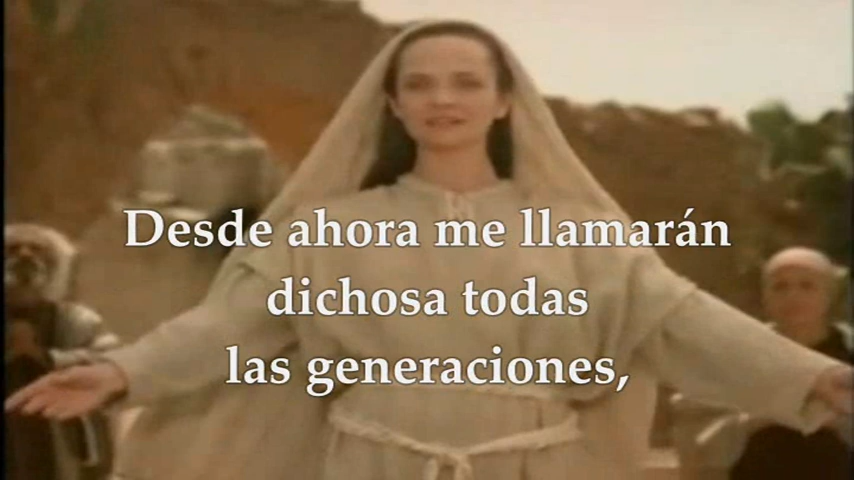 Desde ahora me llamarán
dichosa todas
las generaciones,